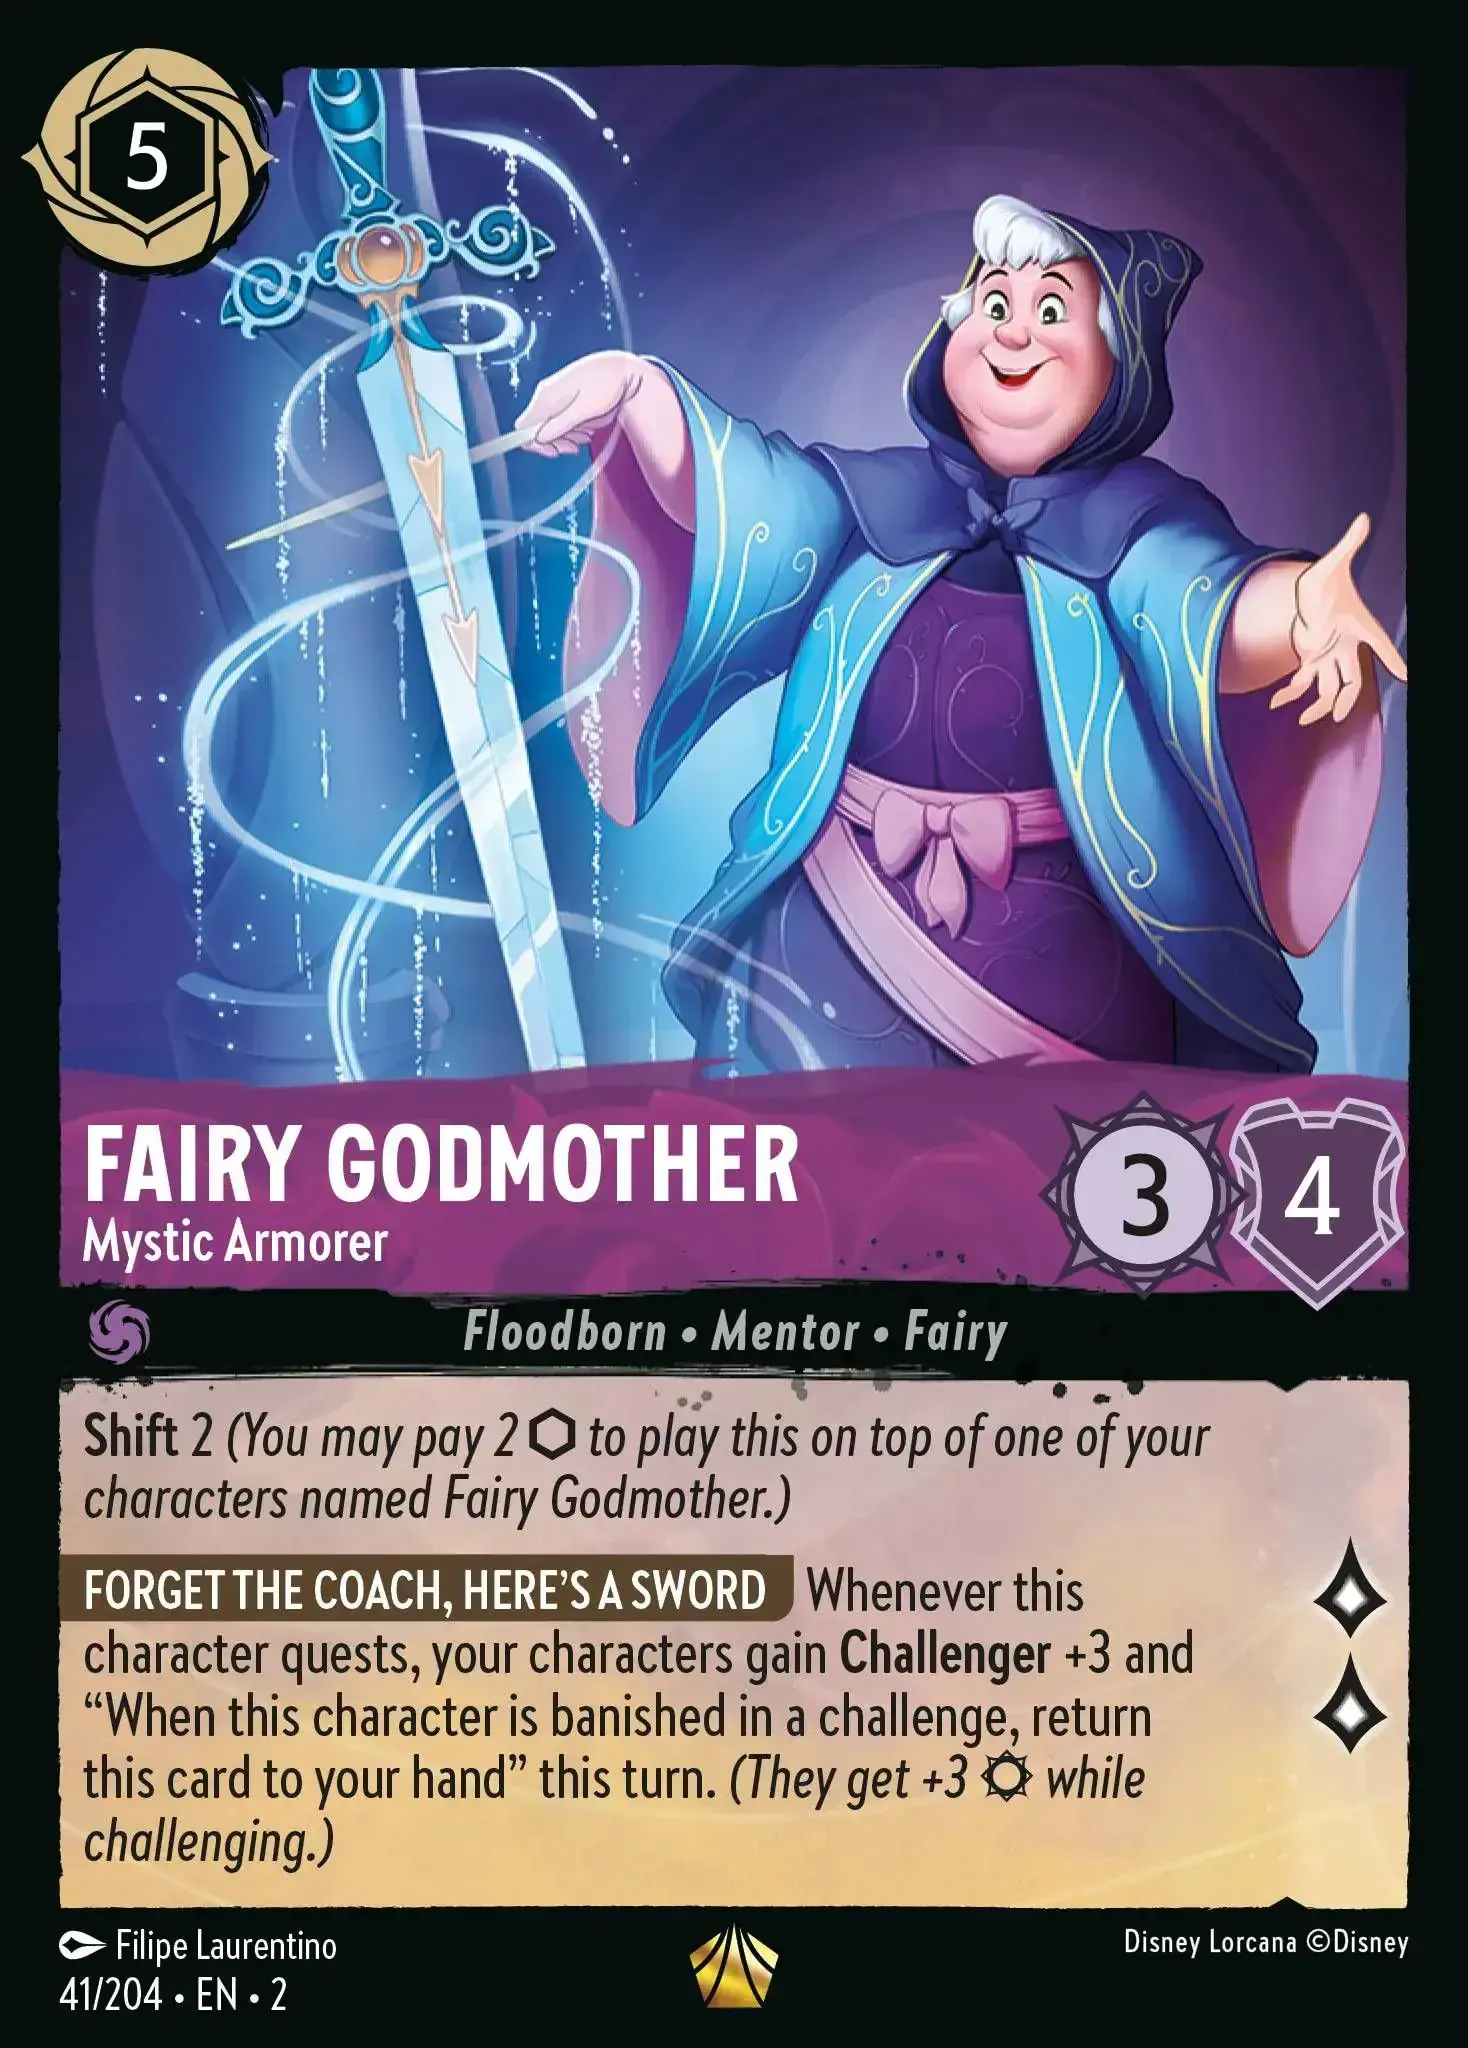 5
FAIRY GODMOTHER
Mystic Armorer
3
4
Floodborn • Mentor • Fairy
Shift 2 (You may pay 2 ⬡ to play this on top of one of your
characters named Fairy Godmother.)
FORGET THE COACH, HERE'S A SWORD Whenever this
character quests, your characters gain Challenger +3 and
“When this character is banished in a challenge, return
this card to your hand” this turn. (They get +3 while
challenging.)
Filipe Laurentino
Disney Lorcana ©Disney
41/204 • EN • 2